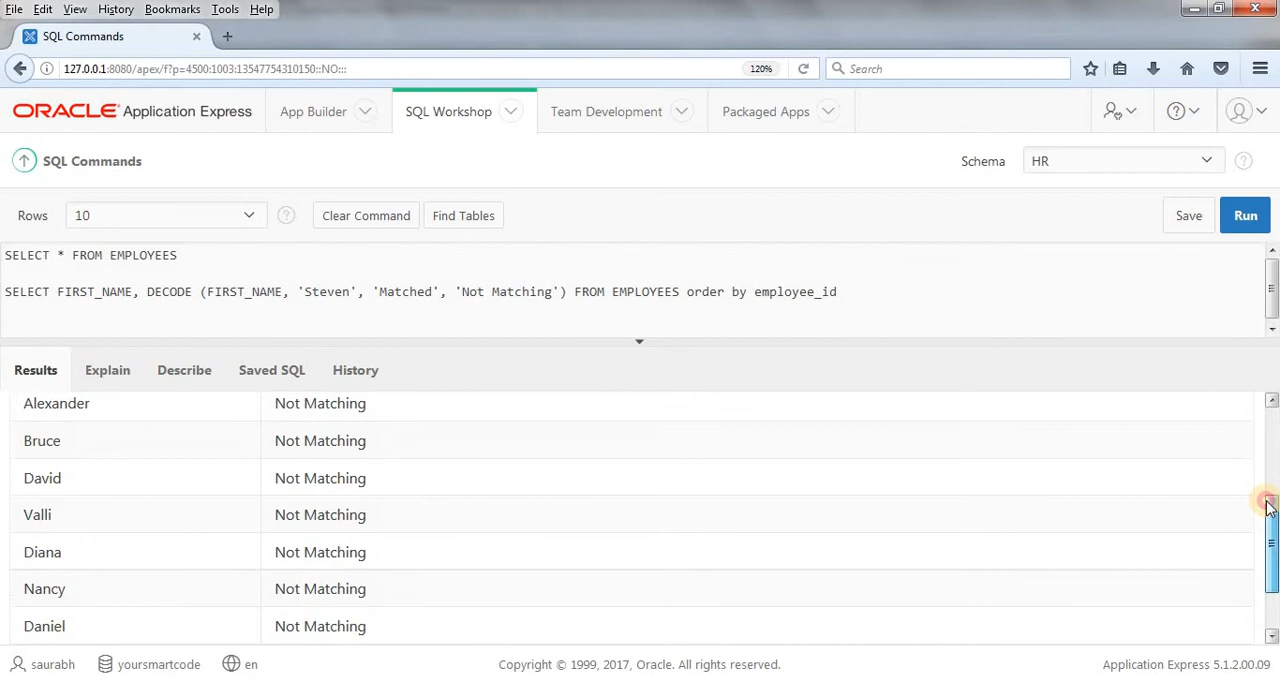 File Edit View History Bookmarks Tools Help
SQL Commands
127.0.0.1:8080/apex/f?p=4500:1003:13547754310150::NO:::
120%
Search
ORACLE Application Express
App Builder
SQL Workshop
Team Development
Packaged Apps
SQL Commands
Schema
HR
Rows
10
Clear Command
Find Tables
Save
Run
SELECT * FROM EMPLOYEES
SELECT FIRST_NAME, DECODE (FIRST_NAME, 'Steven', 'Matched', 'Not Matching') FROM EMPLOYEES order by employee_id
Results Explain Describe Saved SQL History
Alexander Not Matching
Bruce Not Matching
David Not Matching
Valli Not Matching
Diana Not Matching
Nancy Not Matching
Daniel Not Matching
saurabh yoursmartcode en Copyright © 1999, 2017, Oracle. All rights reserved. Application Express 5.1.2.00.09